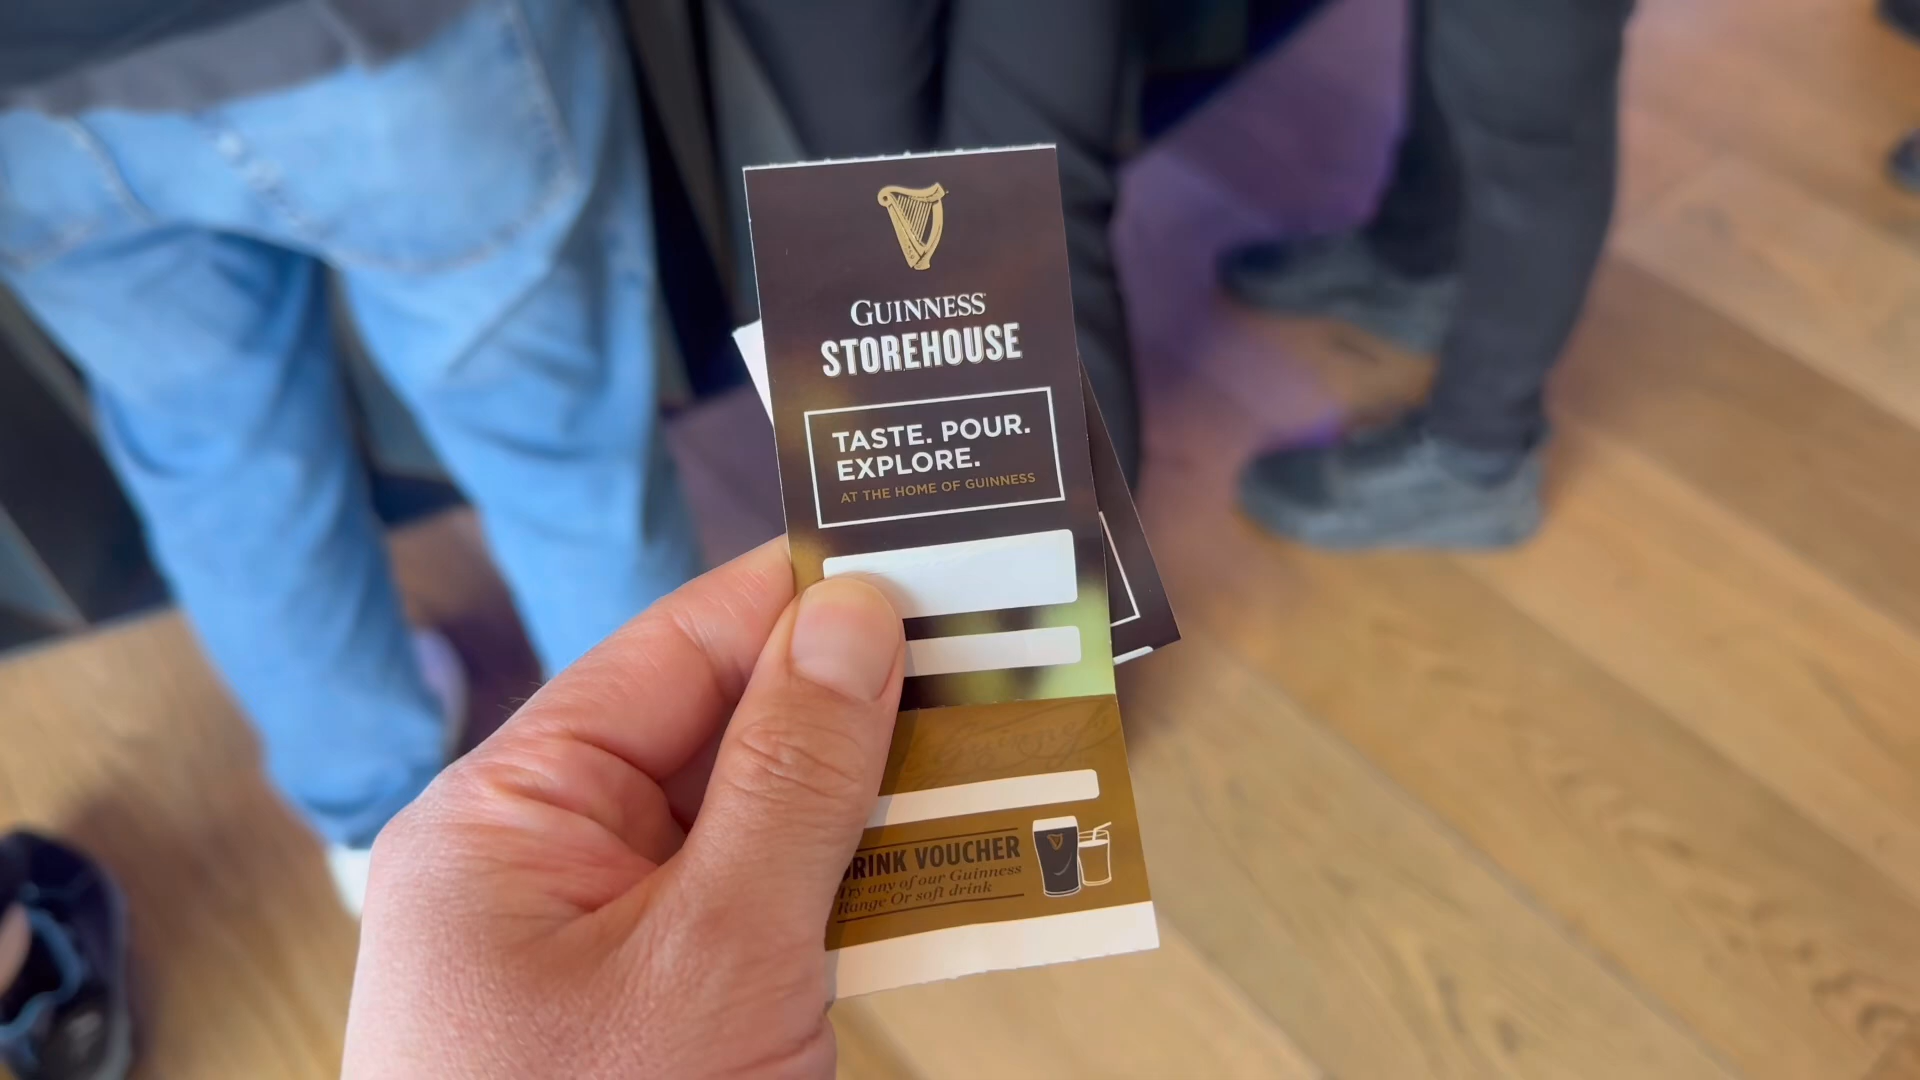 GUINNESS
STOREHOUSE
TASTE. POUR.
EXPLORE.
AT THE HOME OF GUINNESS
RINK VOUCHER
Try any of our Guinness
Range Or soft drink